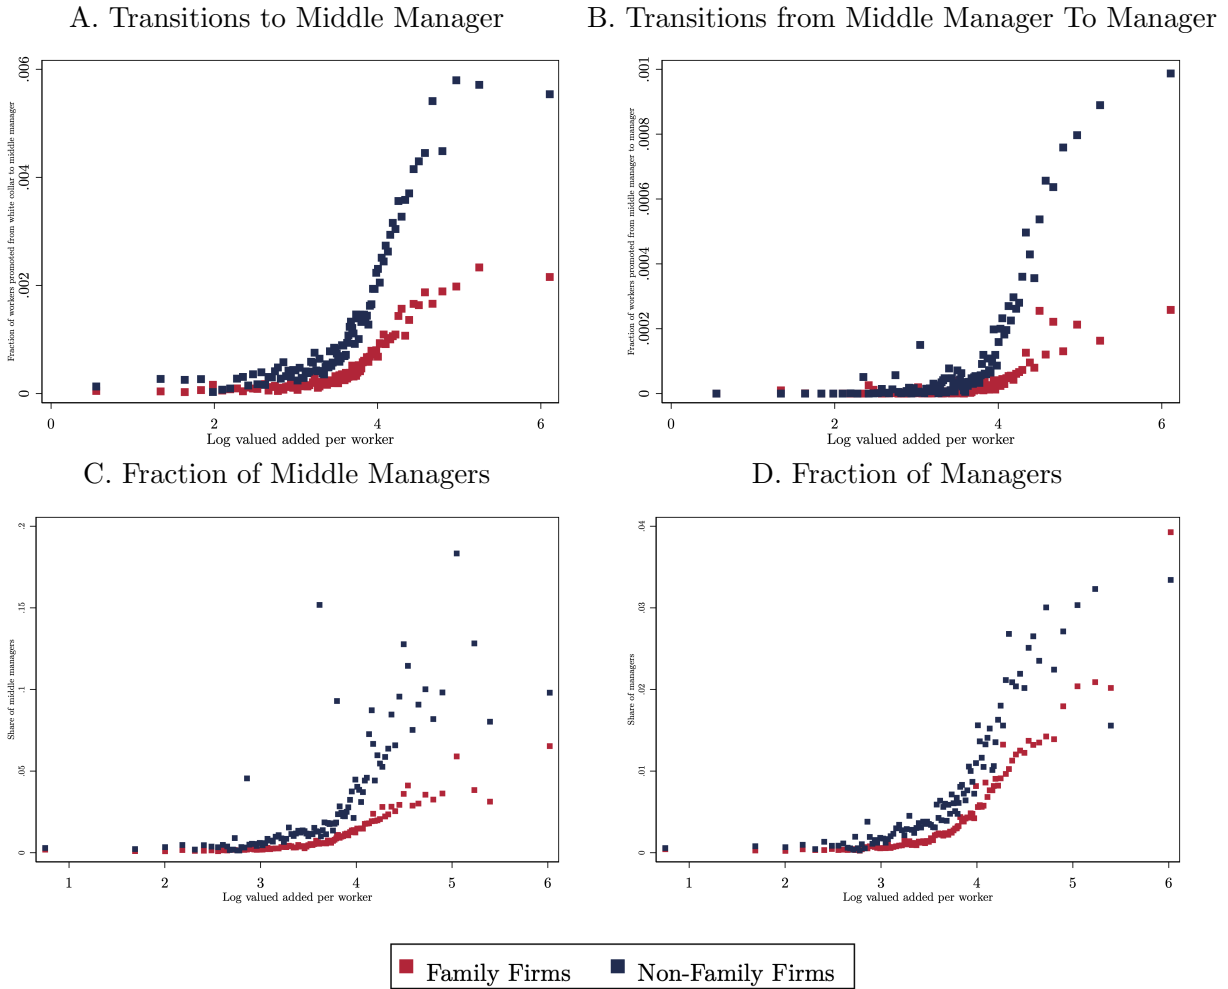 A. Transitions to Middle Manager
Fraction of workers promoted from white collar to middle manager
.006
.004
.002
0
0 2 4 6
Log valued added per worker
B. Transitions from Middle Manager To Manager
Fraction of workers promoted from middle manager to manager
.001
.0008
.0006
.0004
.0002
0
0 2 4 6
Log valued added per worker
C. Fraction of Middle Managers
Share of middle managers
.2
.15
.1
.05
0
1 2 3 4 5 6
Log valued added per worker
D. Fraction of Managers
Share of managers
.04
.03
.02
.01
0
1 2 3 4 5 6
Log valued added per worker
Family Firms Non-Family Firms